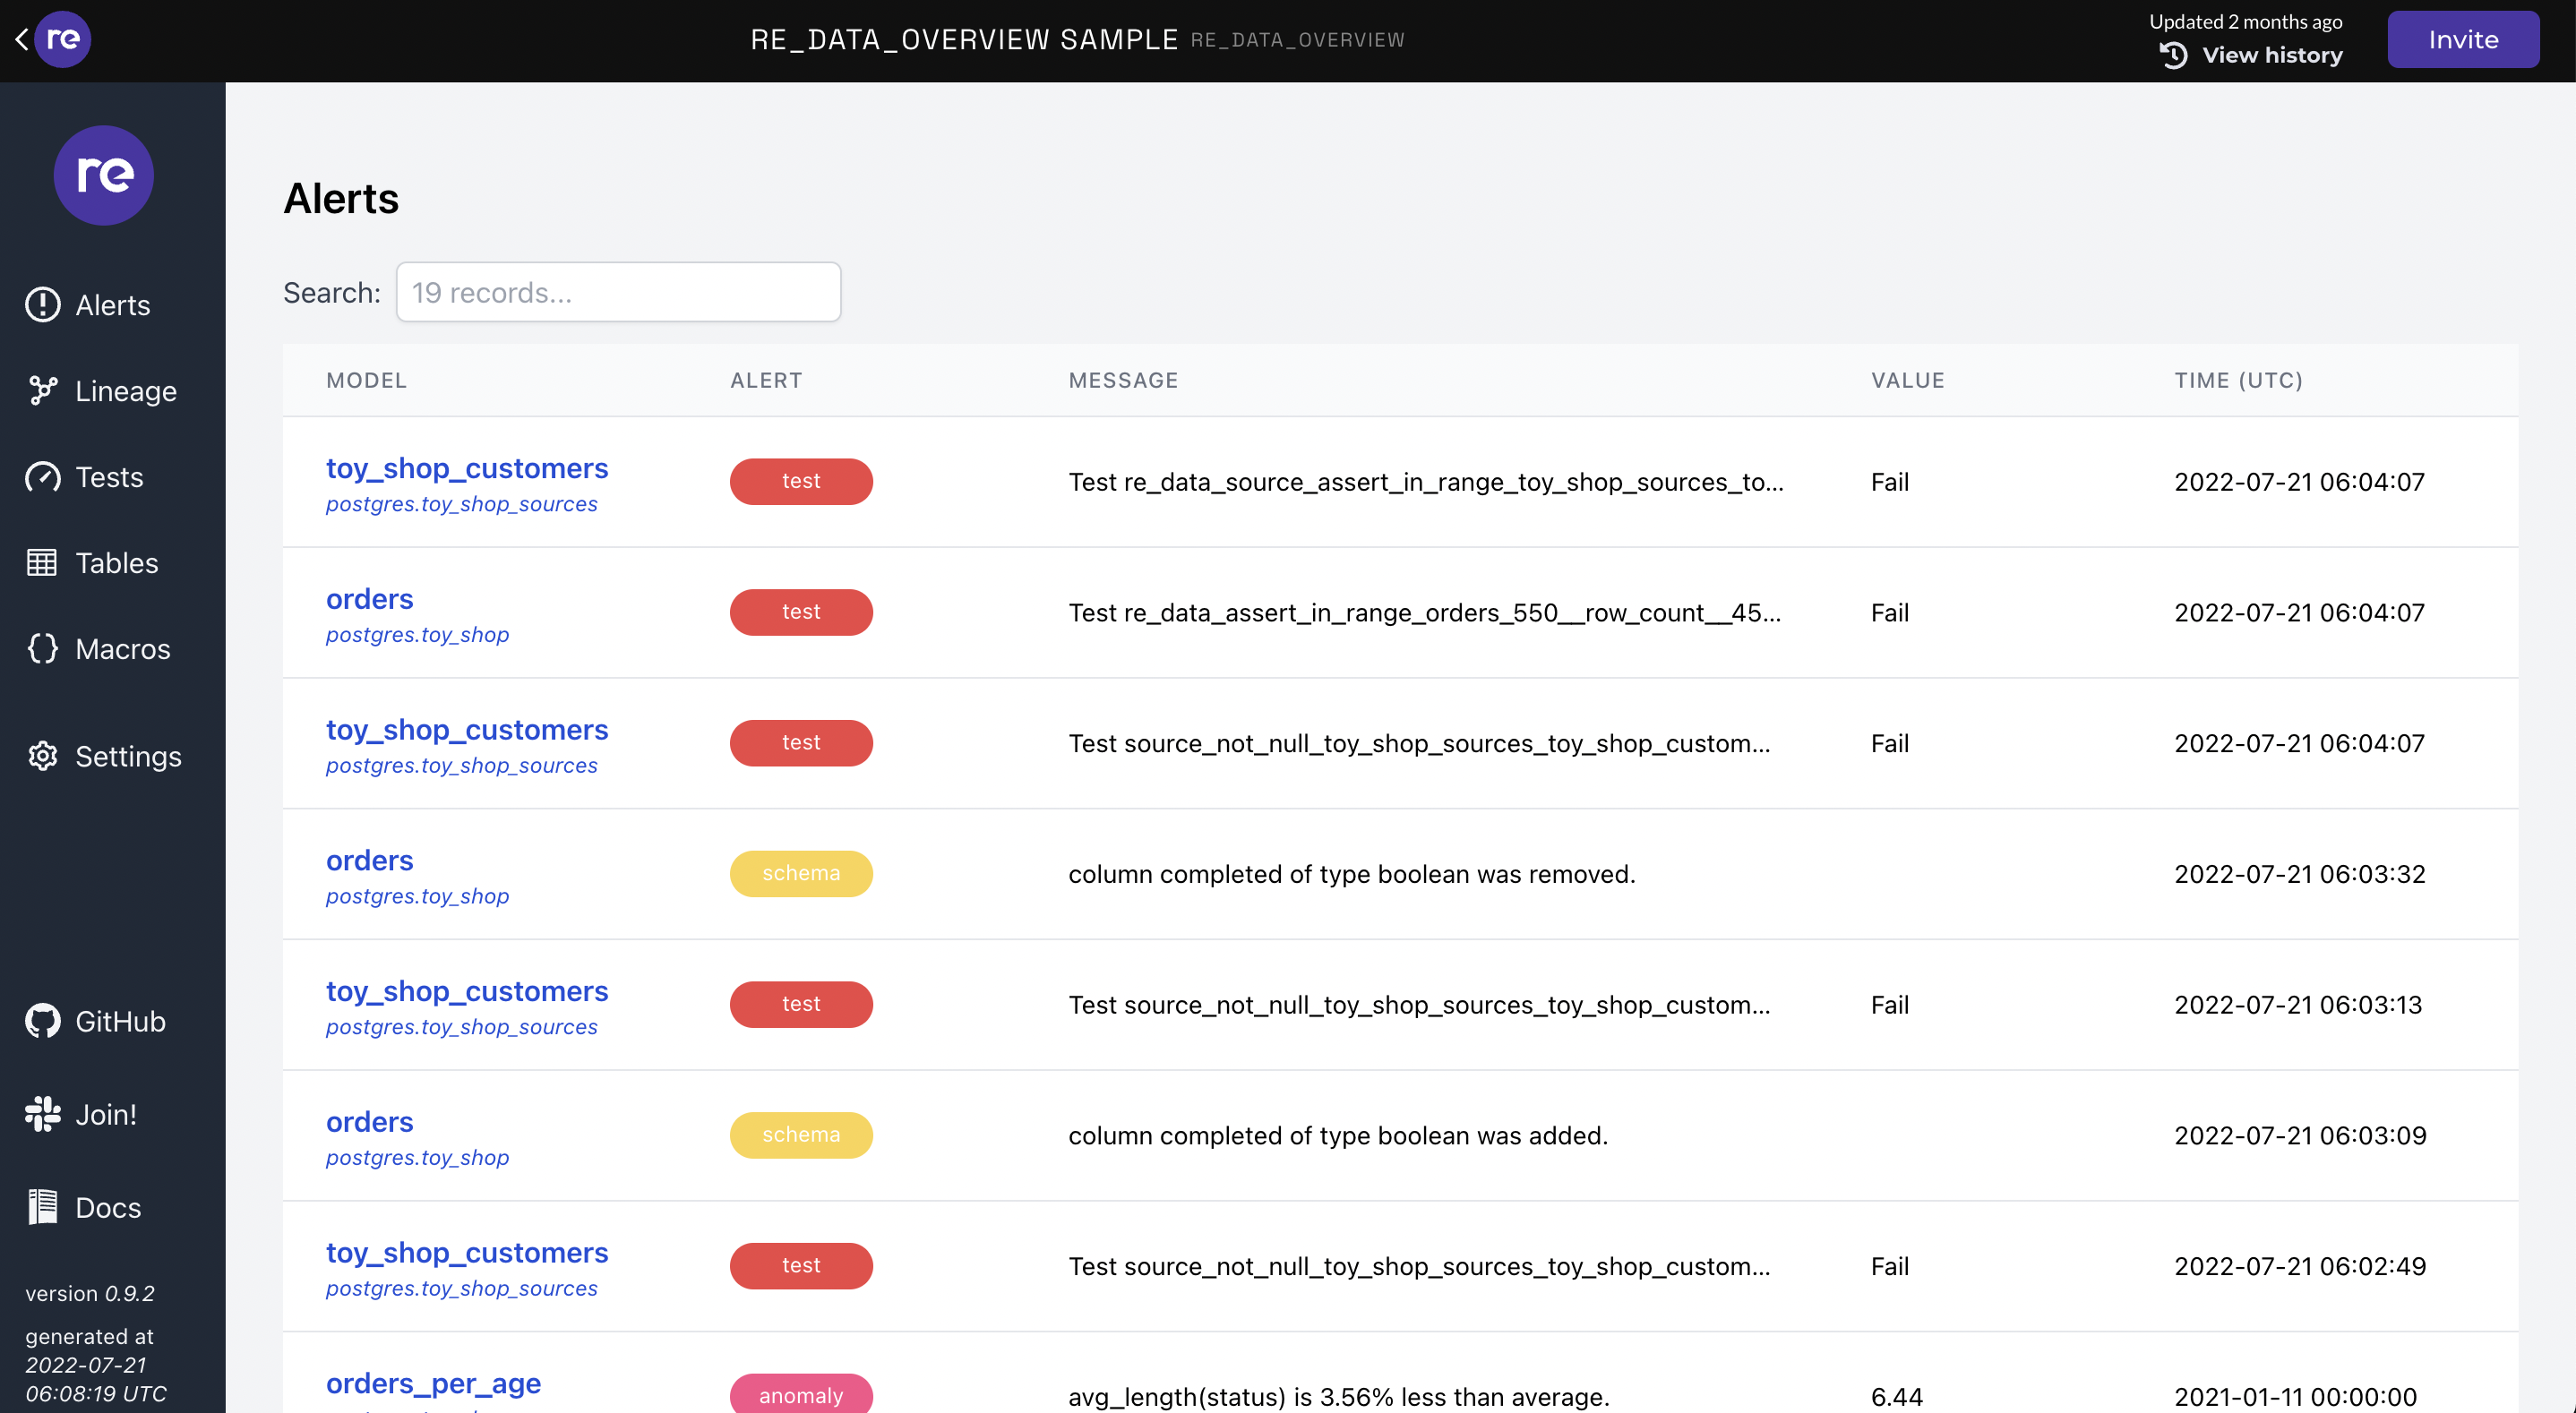 re
RE_DATA_OVERVIEW SAMPLE RE_DATA_OVERVIEW
Updated 2 months ago
View history
Invite
re
Alerts
Lineage
Tests
Tables
Macros
Settings
GitHub
Join!
Docs
version 0.9.2
generated at
2022-07-21
06:08:19 UTC
Alerts
Search: 19 records...
MODEL ALERT MESSAGE VALUE TIME (UTC)
toy_shop_customers
postgres.toy_shop_sources
test
Test re_data_source_assert_in_range_toy_shop_sources_to...
Fail
2022-07-21 06:04:07
orders
postgres.toy_shop
test
Test re_data_assert_in_range_orders_550__row_count__45...
Fail
2022-07-21 06:04:07
toy_shop_customers
postgres.toy_shop_sources
test
Test source_not_null_toy_shop_sources_toy_shop_custom...
Fail
2022-07-21 06:04:07
orders
postgres.toy_shop
schema
column completed of type boolean was removed.
2022-07-21 06:03:32
toy_shop_customers
postgres.toy_shop_sources
test
Test source_not_null_toy_shop_sources_toy_shop_custom...
Fail
2022-07-21 06:03:13
orders
postgres.toy_shop
schema
column completed of type boolean was added.
2022-07-21 06:03:09
toy_shop_customers
postgres.toy_shop_sources
test
Test source_not_null_toy_shop_sources_toy_shop_custom...
Fail
2022-07-21 06:02:49
orders_per_age
anomaly
avg_length(status) is 3.56% less than average.
6.44
2021-01-11 00:00:00